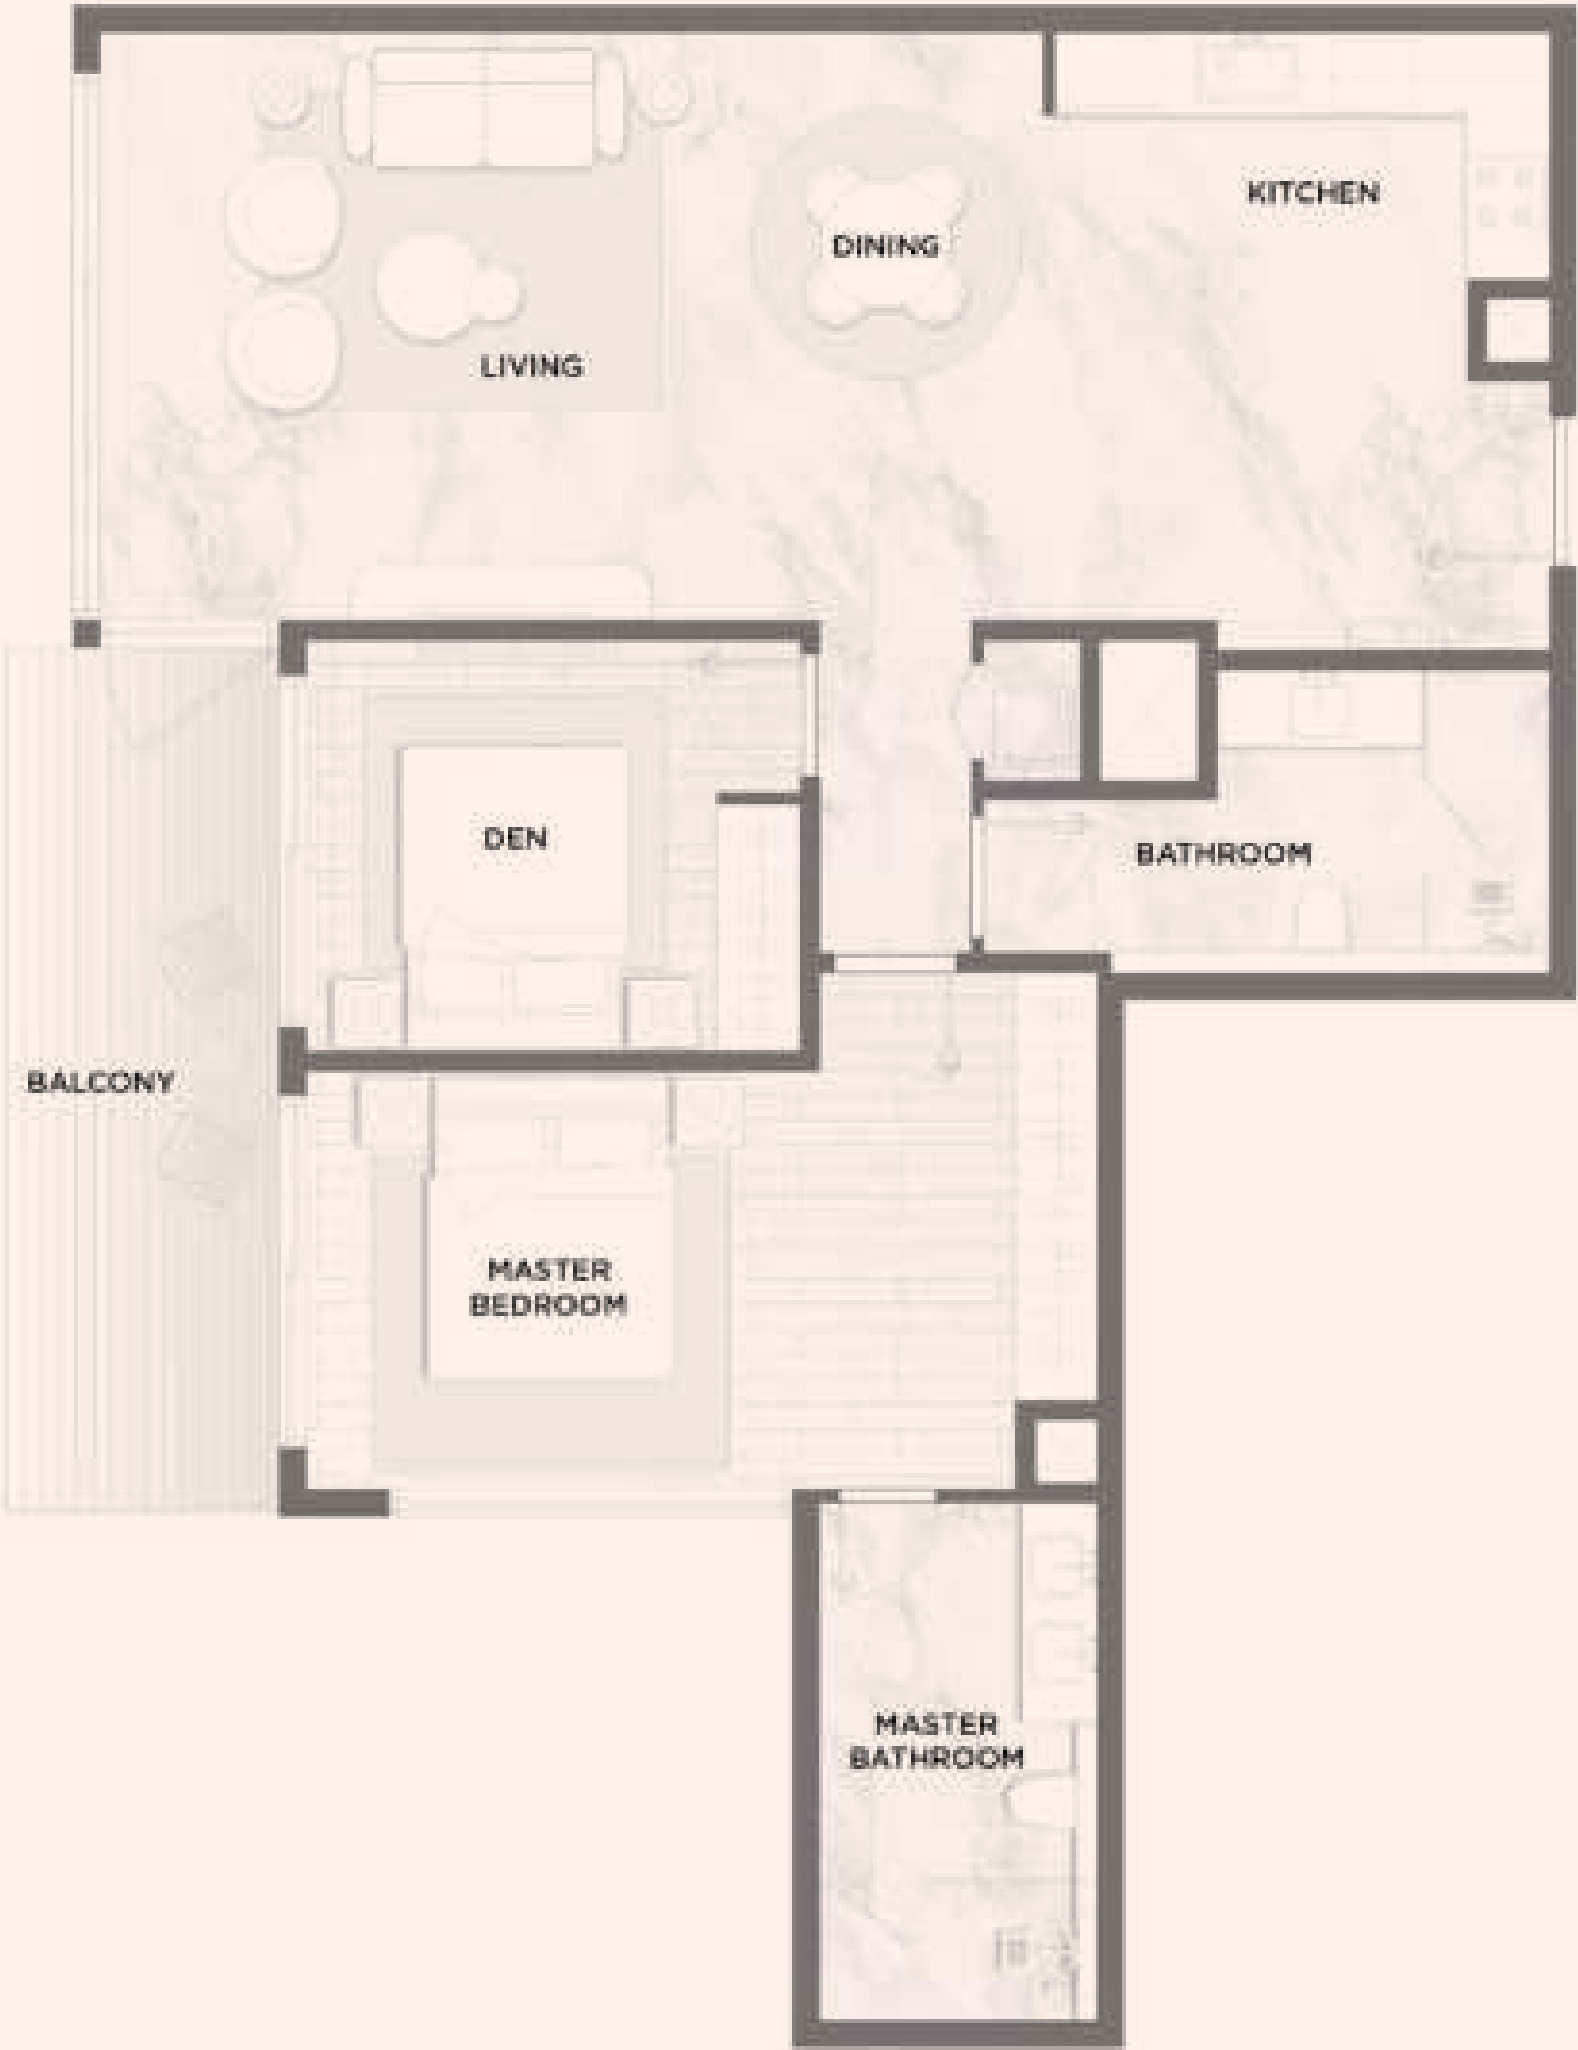 KITCHEN
DINING
LIVING
DEN
BATHROOM
BALCONY
MASTER
BEDROOM
MASTER
BATHROOM